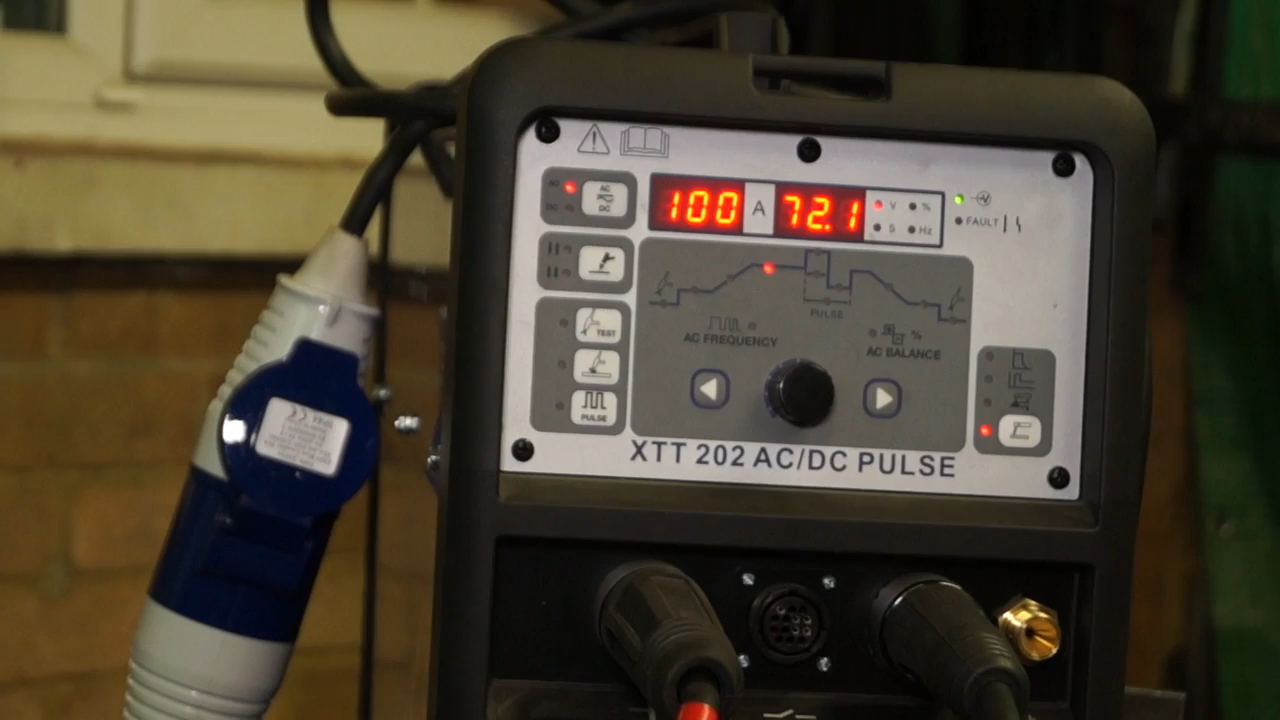 AC
AC
DC
DC
100 A 72.1
V %
S Hz
FAULT
TEST
PULSE
PULSE
AC FREQUENCY
%
AC BALANCE
XTT 202 AC/DC PULSE